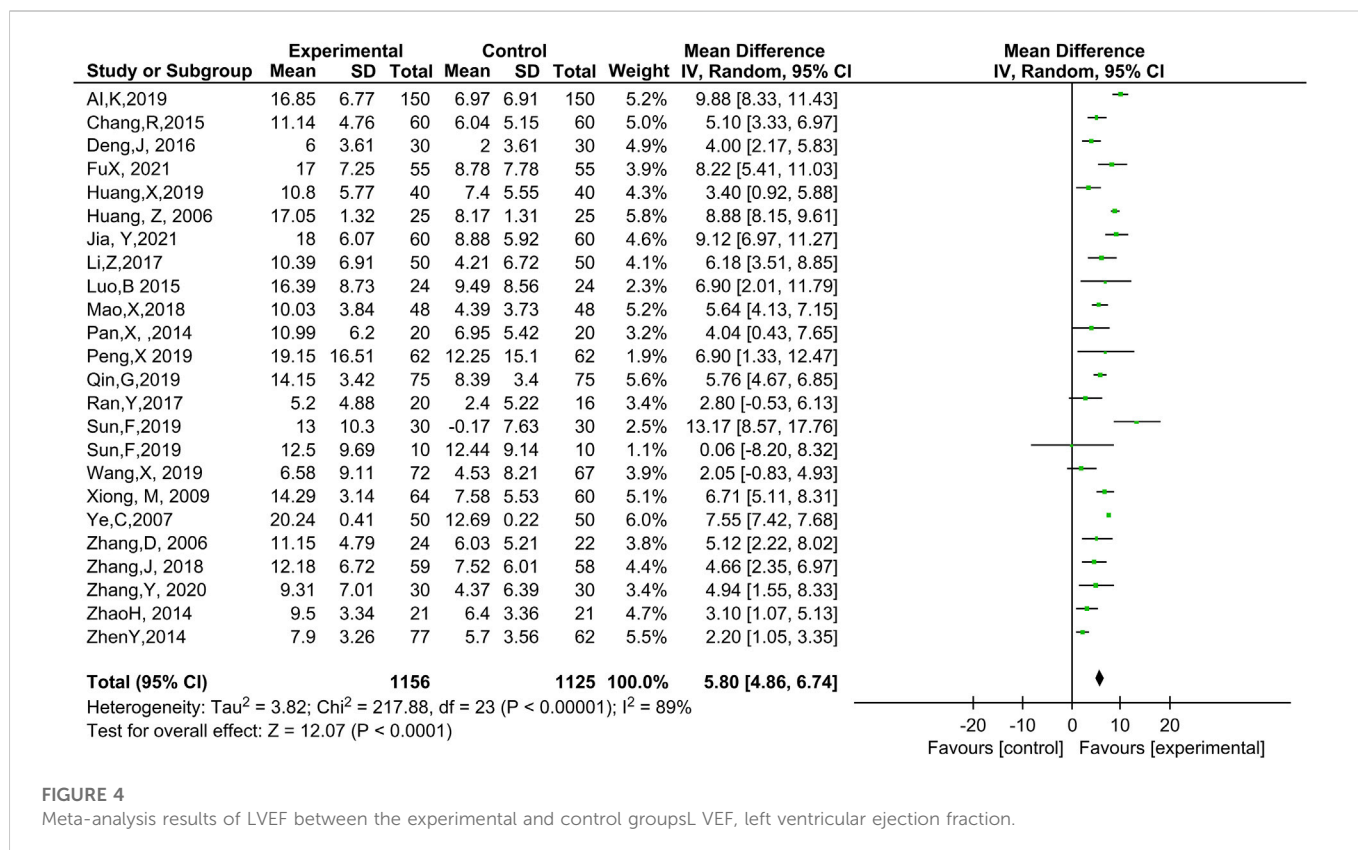 Experimental Control Mean Difference Mean Difference
Study or Subgroup Mean SD Total Mean SD Total Weight IV, Random, 95% CI IV, Random, 95% CI
AI,K,2019 16.85 6.77 150 6.97 6.91 150 5.2% 9.88 [8.33, 11.43]
Chang,R,2015 11.14 4.76 60 6.04 5.15 60 5.0% 5.10 [3.33, 6.97]
Deng,J, 2016 6 3.61 30 2 3.61 30 4.9% 4.00 [2.17, 5.83]
FuX, 2021 17 7.25 55 8.78 7.78 55 3.9% 8.22 [5.41, 11.03]
Huang,X,2019 10.8 5.77 40 7.4 5.55 40 4.3% 3.40 [0.92, 5.88]
Huang, Z, 2006 17.05 1.32 25 8.17 1.31 25 5.8% 8.88 [8.15, 9.61]
Jia, Y,2021 18 6.07 60 8.88 5.92 60 4.6% 9.12 [6.97, 11.27]
Li,Z,2017 10.39 6.91 50 4.21 6.72 50 4.1% 6.18 [3.51, 8.85]
Luo,B 2015 16.39 8.73 24 9.49 8.56 24 2.3% 6.90 [2.01, 11.79]
Mao,X,2018 10.03 3.84 48 4.39 3.73 48 5.2% 5.64 [4.13, 7.15]
Pan,X, ,2014 10.99 6.2 20 6.95 5.42 20 3.2% 4.04 [0.43, 7.65]
Peng,X 2019 19.15 16.51 62 12.25 15.1 62 1.9% 6.90 [1.33, 12.47]
Qin,G,2019 14.15 3.42 75 8.39 3.4 75 5.6% 5.76 [4.67, 6.85]
Ran,Y,2017 5.2 4.88 20 2.4 5.22 16 3.4% 2.80 [-0.53, 6.13]
Sun,F,2019 13 10.3 30 -0.17 7.63 30 2.5% 13.17 [8.57, 17.76]
Sun,F,2019 12.5 9.69 10 12.44 9.14 10 1.1% 0.06 [-8.20, 8.32]
Wang,X, 2019 6.58 9.11 72 4.53 8.21 67 3.9% 2.05 [-0.83, 4.93]
Xiong, M, 2009 14.29 3.14 64 7.58 5.53 60 5.1% 6.71 [5.11, 8.31]
Ye,C,2007 20.24 0.41 50 12.69 0.22 50 6.0% 7.55 [7.42, 7.68]
Zhang,D, 2006 11.15 4.79 24 6.03 5.21 22 3.8% 5.12 [2.22, 8.02]
Zhang,J, 2018 12.18 6.72 59 7.52 6.01 58 4.4% 4.66 [2.35, 6.97]
Zhang,Y, 2020 9.31 7.01 30 4.37 6.39 30 3.4% 4.94 [1.55, 8.33]
ZhaoH, 2014 9.5 3.34 21 6.4 3.36 21 4.7% 3.10 [1.07, 5.13]
ZhenY,2014 7.9 3.26 77 5.7 3.56 62 5.5% 2.20 [1.05, 3.35]
Total (95% CI) 1156 1125 100.0% 5.80 [4.86, 6.74]
Heterogeneity: Tau² = 3.82; Chi² = 217.88, df = 23 (P < 0.00001); I² = 89%
Test for overall effect: Z = 12.07 (P < 0.0001)
-20 -10 0 10 20
Favours [control] Favours [experimental]
FIGURE 4
Meta-analysis results of LVEF between the experimental and control groupsL VEF, left ventricular ejection fraction.